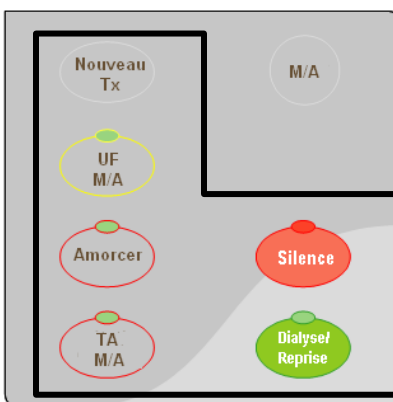 Nouveau
Tx
M/A
UF
M/A
Amorcer
Silence
TA
M/A
Dialyse/
Reprise